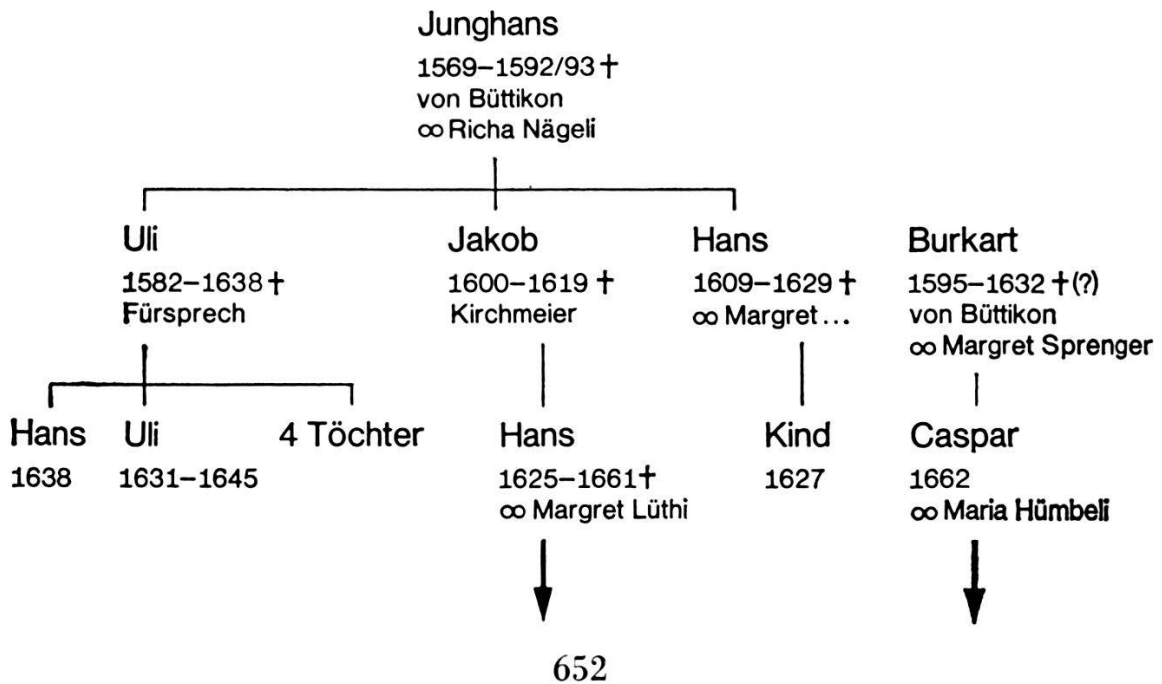 Junghans
1569–1592/93 †
von Büttikon
∞ Richa Nägeli
Uli
1582–1638 †
Fürsprech
Jakob
1600–1619 †
Kirchmeier
Hans
1609–1629 †
∞ Margret ...
Burkart
1595–1632 † (?)
von Büttikon
∞ Margret Sprenger
Hans
1638
Uli
1631–1645
4 Töchter
Hans
1625–1661 †
∞ Margret Lüthi
Kind
1627
Caspar
1662
∞ Maria Hümbeli
652